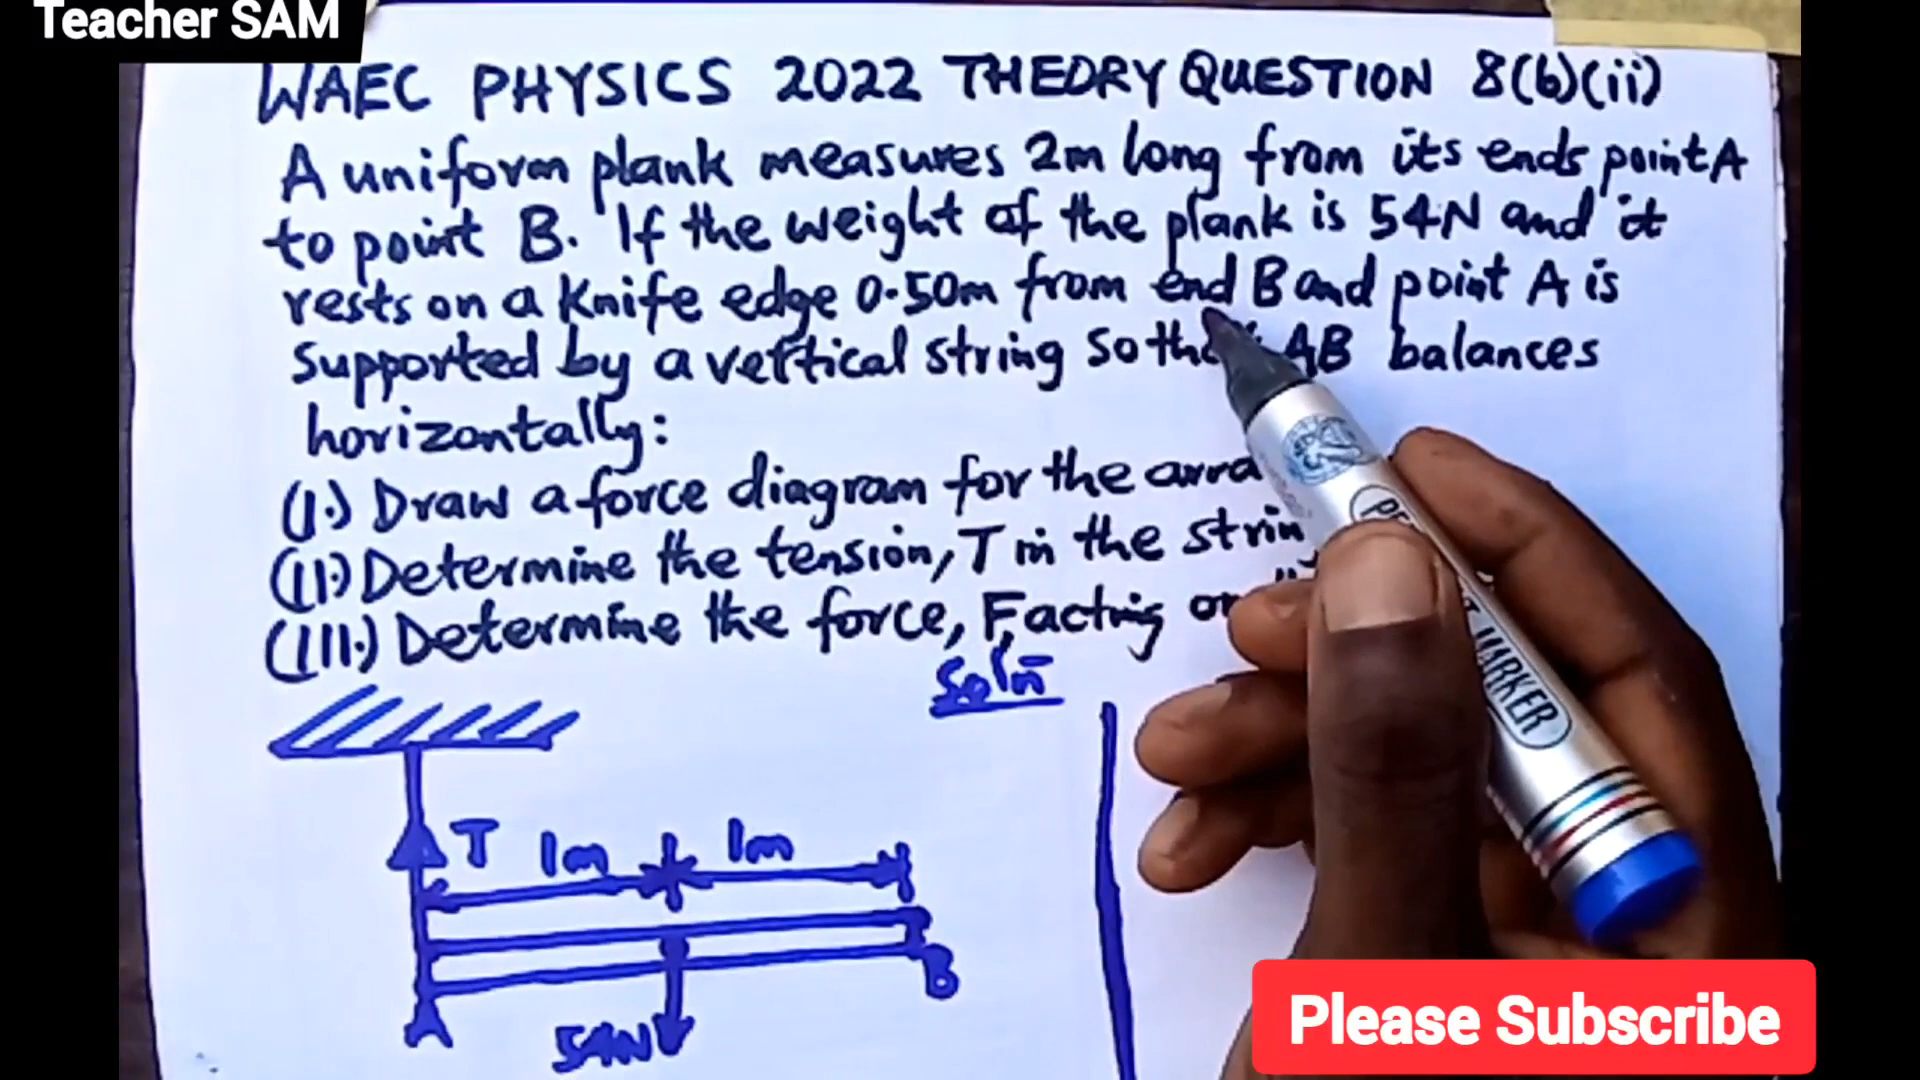 Teacher SAM
WAEC PHYSICS 2022 THEORY QUESTION 8(b)(ii)
A uniform plank measures 2m long from its ends point A
to point B. If the weight of the plank is 54N and it
rests on a knife edge 0.50m from end B and point A is
supported by a vertical string so that AB balances
horizontally:
(I.) Draw a force diagram for the
(II.) Determine the tension, T in the
(III.) Determine the force, F, acting
Soln
T 1m 1m
B
A
54N
MARKER
Please Subscribe